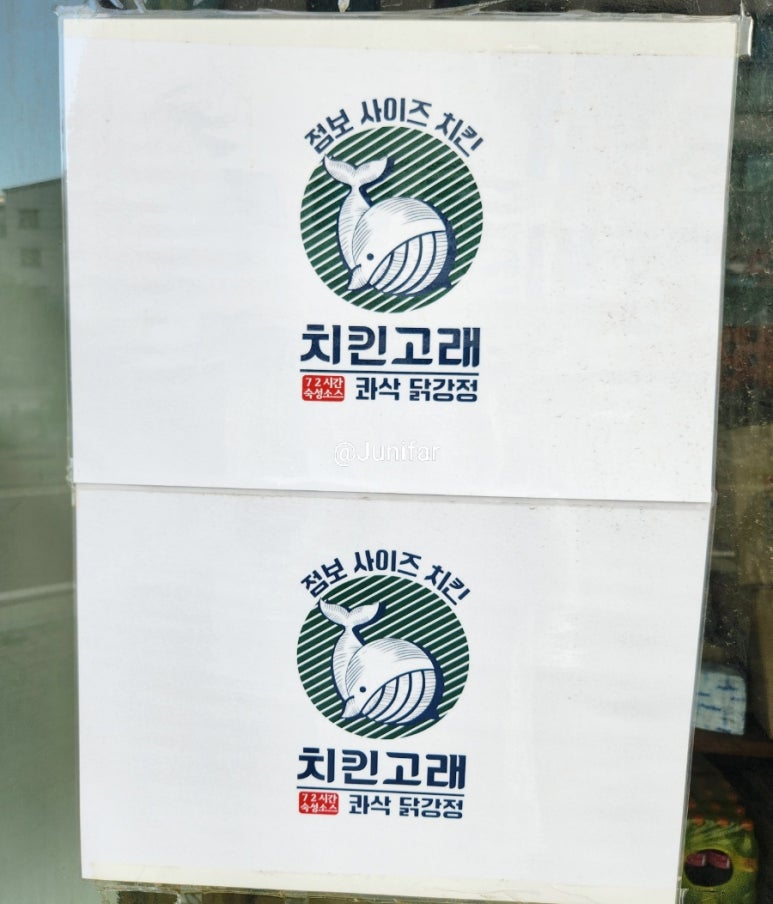 점보 사이즈 치킨
치킨고래
72시간
숙성소스
콰삭 닭강정
@Junifar
점보 사이즈 치킨
치킨고래
72시간
숙성소스
콰삭 닭강정